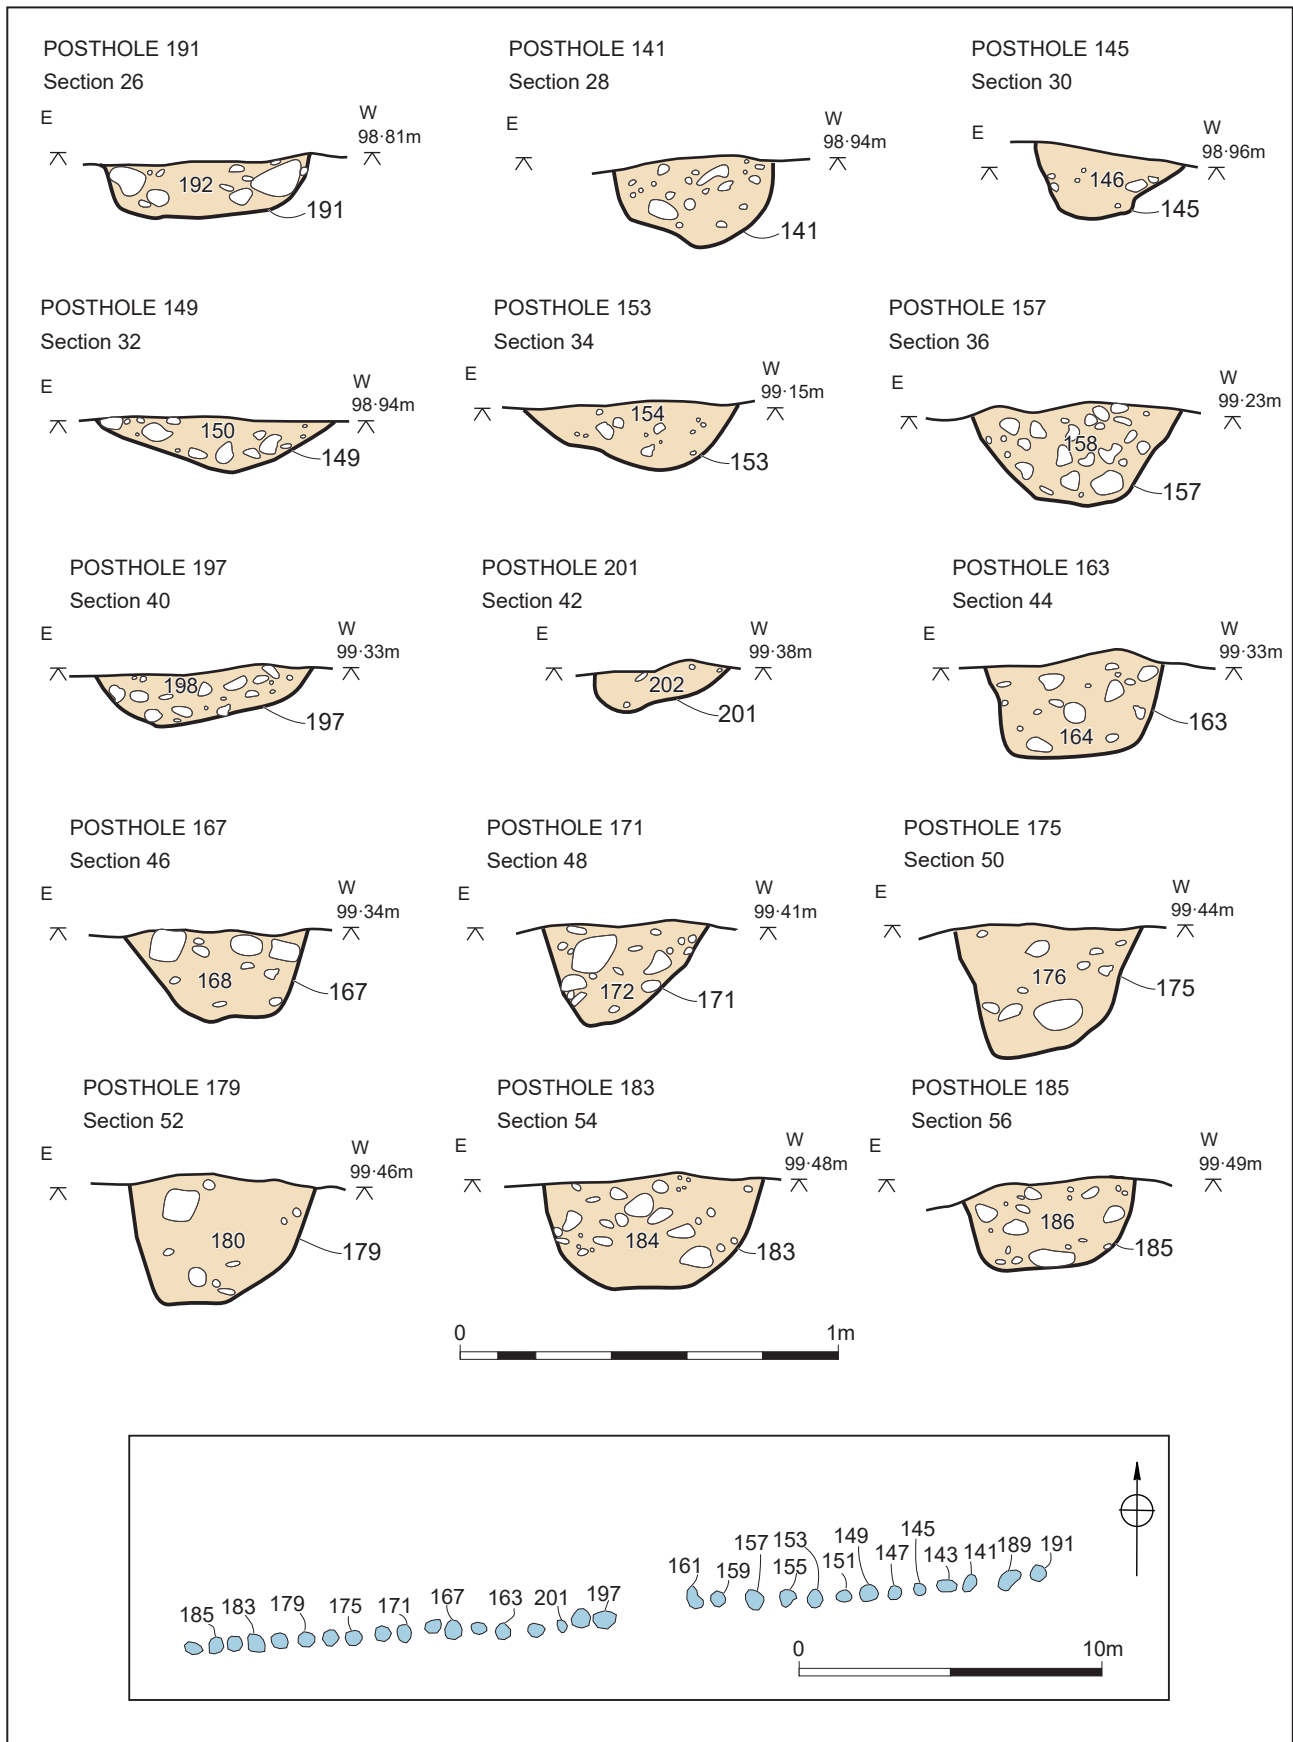 POSTHOLE 191
Section 26
E
W
98·81m
192
191
POSTHOLE 141
Section 28
E
W
98·94m
141
POSTHOLE 145
Section 30
E
W
98·96m
146
145
POSTHOLE 149
Section 32
E
W
98·94m
150
149
POSTHOLE 153
Section 34
E
W
99·15m
154
153
POSTHOLE 157
Section 36
E
W
99·23m
158
157
POSTHOLE 197
Section 40
E
W
99·33m
198
197
POSTHOLE 201
Section 42
E
W
99·38m
202
201
POSTHOLE 163
Section 44
E
W
99·33m
164
163
POSTHOLE 167
Section 46
E
W
99·34m
168
167
POSTHOLE 171
Section 48
E
W
99·41m
172
171
POSTHOLE 175
Section 50
E
W
99·44m
176
175
POSTHOLE 179
Section 52
E
W
99·46m
180
179
POSTHOLE 183
Section 54
E
W
99·48m
184
183
POSTHOLE 185
Section 56
E
W
99·49m
186
185
0 1m
185 183 179 175 171 167 163 201 197
161 159 157 155 153 151 149 147 145 143 141 189 191
0 10m